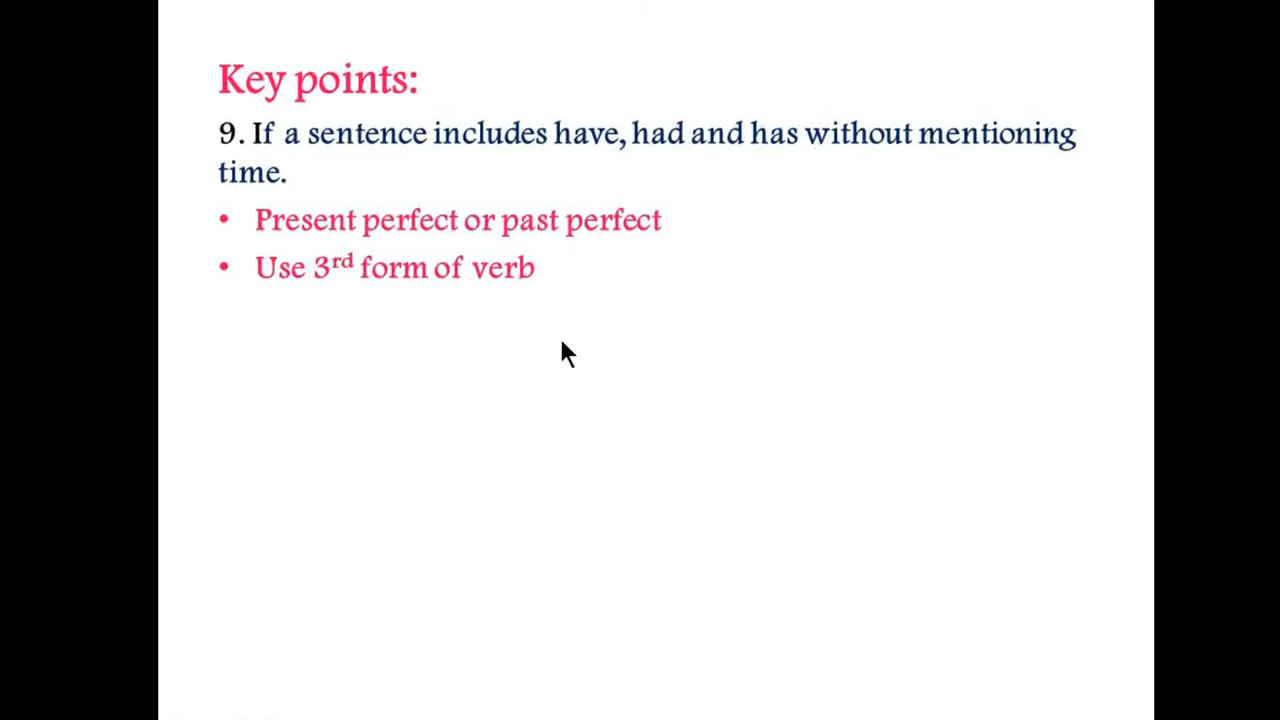 Key points:
9. If a sentence includes have, had and has without mentioning
time.
• Present perfect or past perfect
• Use 3rd form of verb